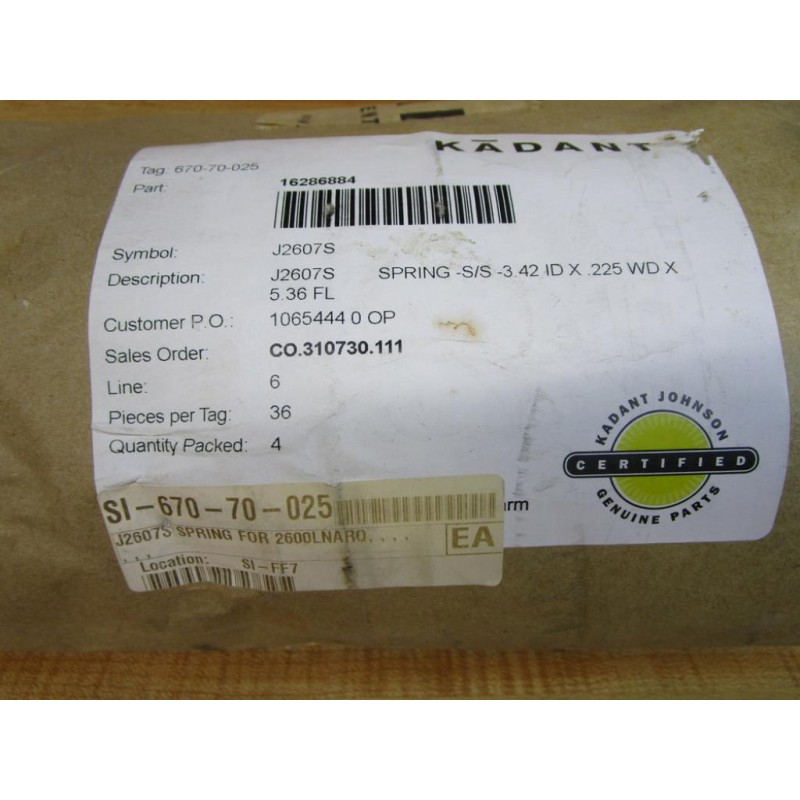 ENT
KADANT
Tag: 670-70-025
Part: 16286884
Symbol: J2607S
Description: J2607S SPRING -S/S -3.42 ID X .225 WD X
5.36 FL
Customer P.O.: 1065444 0 OP
Sales Order: CO.310730.111
Line: 6
Pieces per Tag: 36
Quantity Packed: 4
KADANT JOHNSON
CERTIFIED
GENUINE PARTS
arm
SI-670-70-025
J2607S SPRING FOR 2600LNARO....
EA
...
Location: SI-FF7